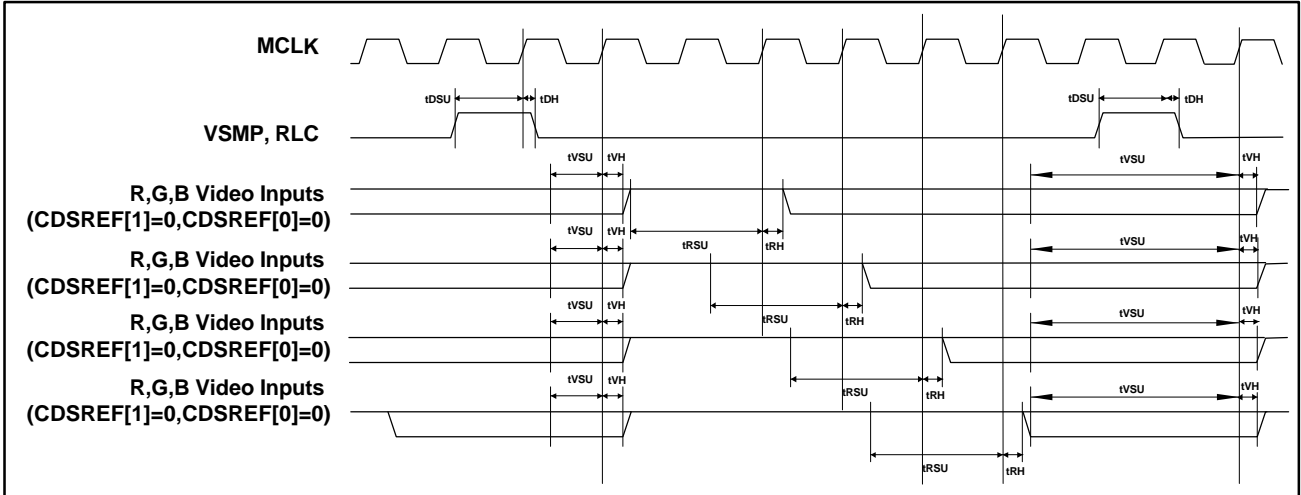 MCLK
tDSU
tDH
tDSU
tDH
VSMP, RLC
tVSU
tVH
tVSU
tVH
R,G,B Video Inputs
(CDSREF[1]=0,CDSREF[0]=0)
tRSU
tRH
tVSU
tVH
tVSU
tVH
R,G,B Video Inputs
(CDSREF[1]=0,CDSREF[0]=0)
tRSU
tRH
tVSU
tVH
tVSU
tVH
R,G,B Video Inputs
(CDSREF[1]=0,CDSREF[0]=0)
tRSU
tRH
tVSU
tVH
tVSU
tVH
R,G,B Video Inputs
(CDSREF[1]=0,CDSREF[0]=0)
tRSU
tRH